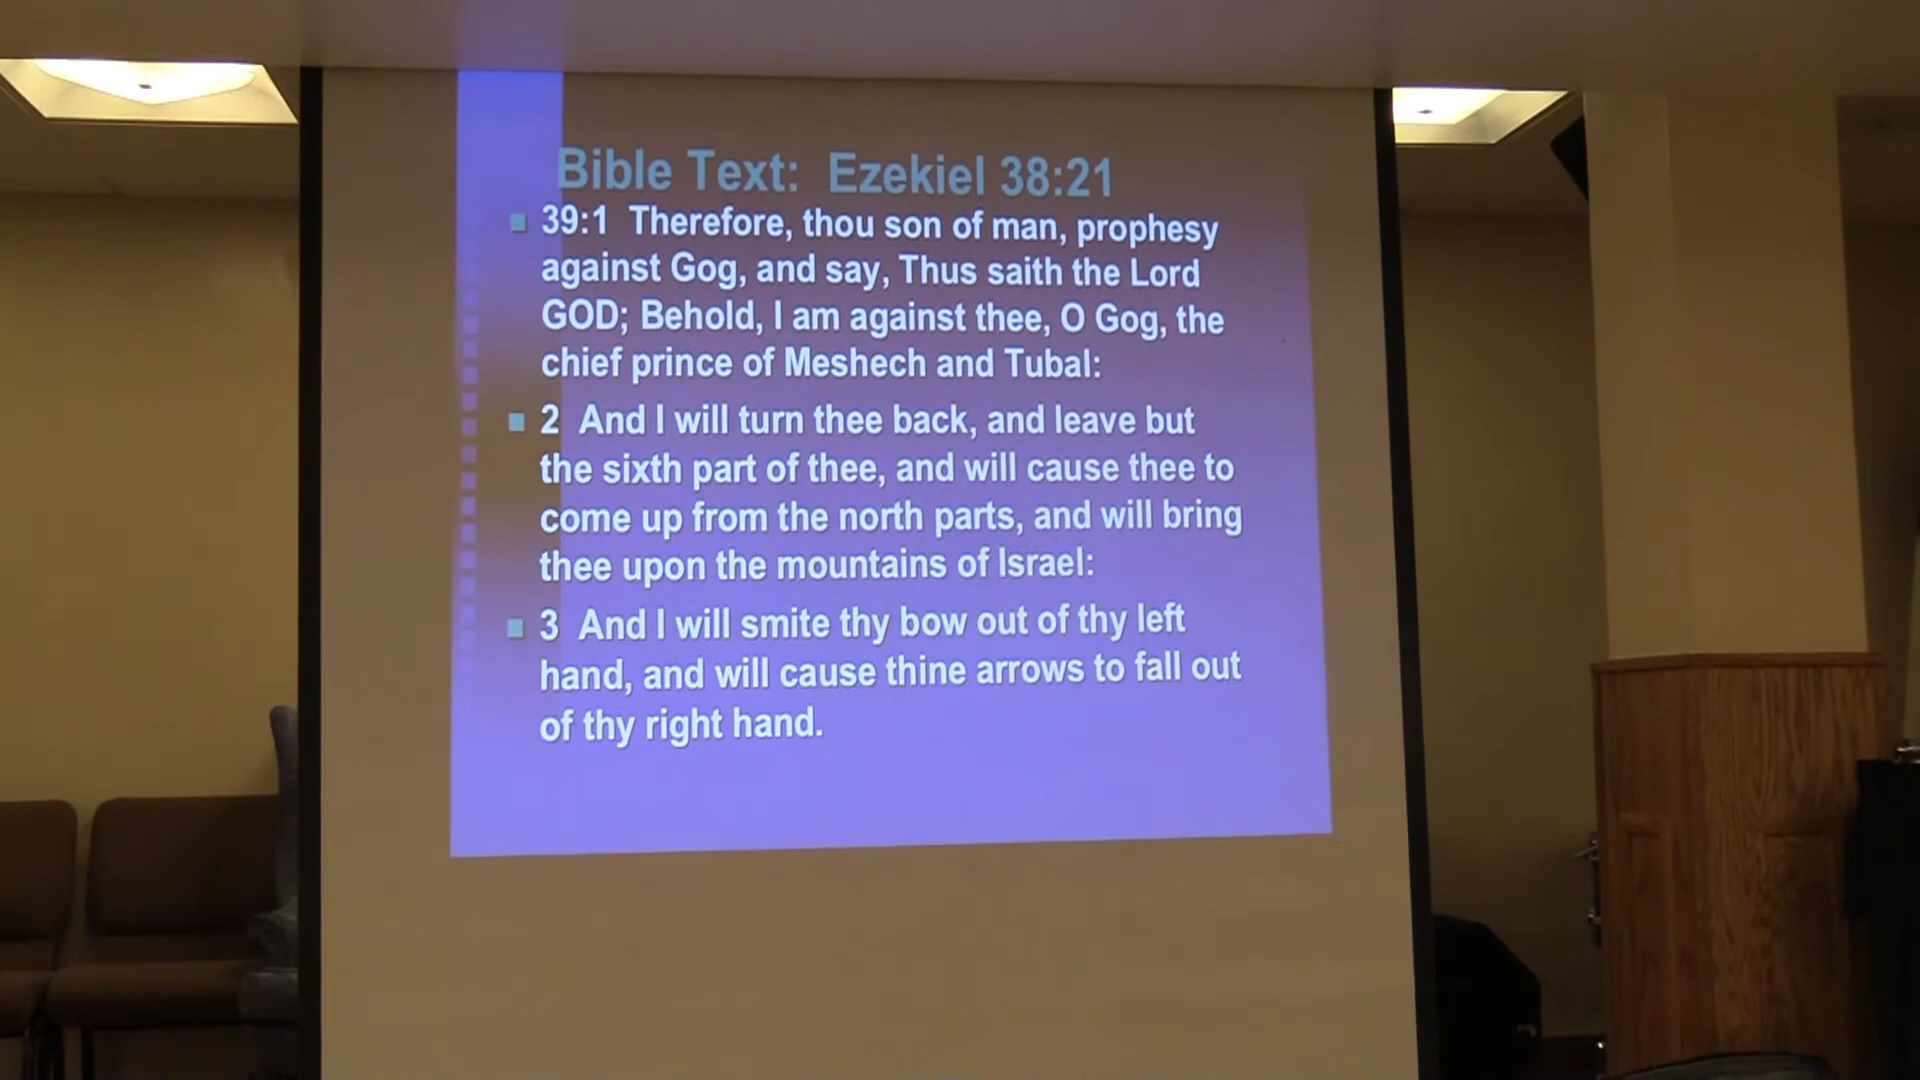 Bible Text: Ezekiel 38:21
39:1 Therefore, thou son of man, prophesy
against Gog, and say, Thus saith the Lord
GOD; Behold, I am against thee, O Gog, the
chief prince of Meshech and Tubal:
2 And I will turn thee back, and leave but
the sixth part of thee, and will cause thee to
come up from the north parts, and will bring
thee upon the mountains of Israel:
3 And I will smite thy bow out of thy left
hand, and will cause thine arrows to fall out
of thy right hand.